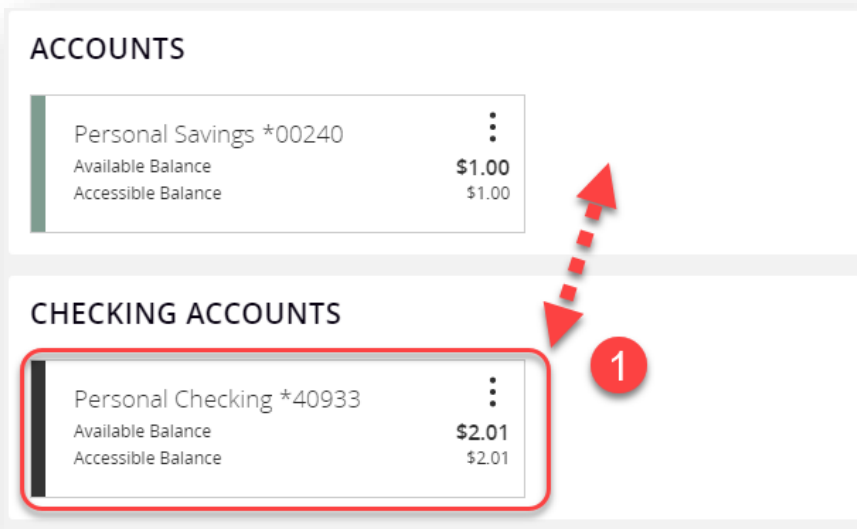 ACCOUNTS
Personal Savings *00240
Available Balance $1.00
Accessible Balance $1.00
CHECKING ACCOUNTS
1
Personal Checking *40933
Available Balance $2.01
Accessible Balance $2.01